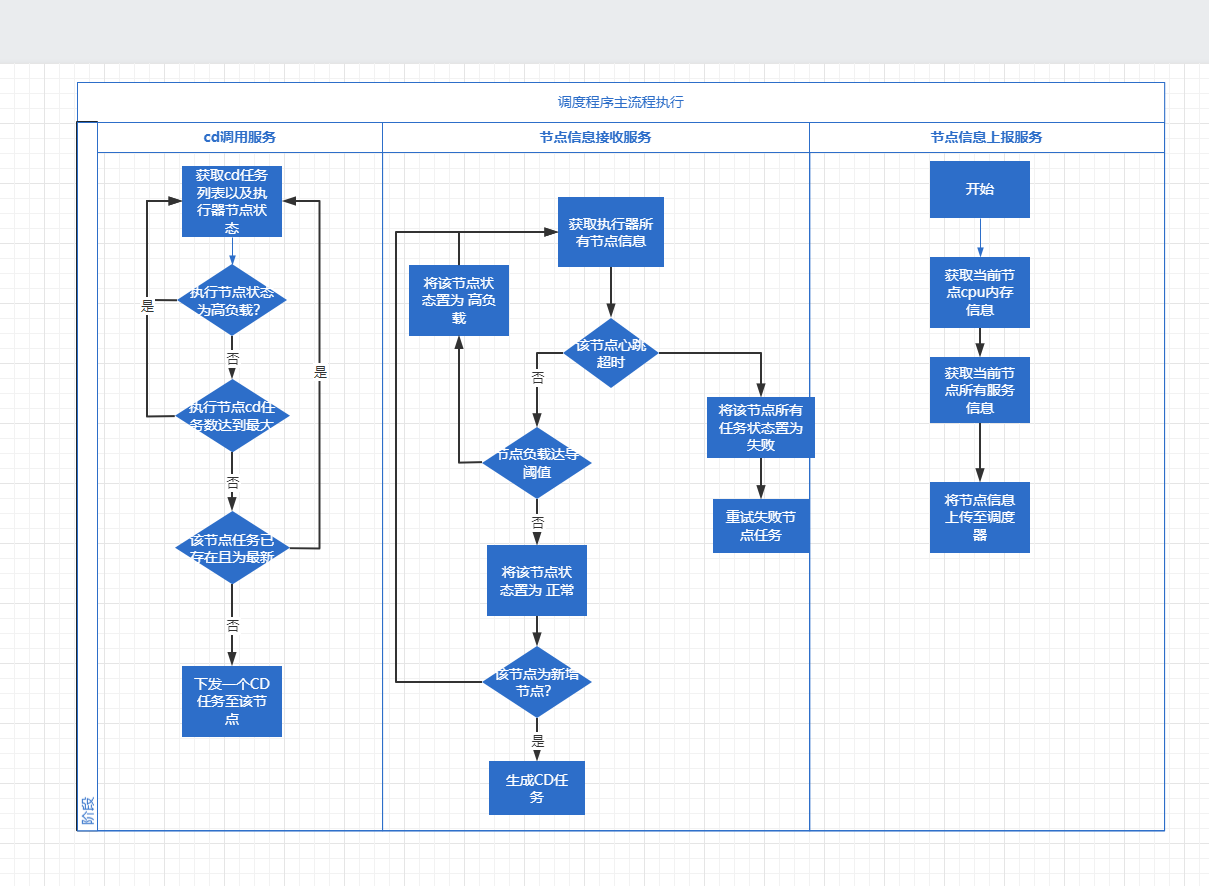 调度程序主流程执行
cd调用服务
节点信息接收服务
节点信息上报服务
阶段
获取cd任务
列表以及执
行器节点状
态
执行节点状态
为高负载?
是
否
执行节点cd任
务数达到最大
是
否
该节点任务已
存在且为最新
否
下发一个CD
任务至该节
点
获取执行器所
有节点信息
将该节点状
态置为 高负
载
该节点心跳
超时
否
将该节点所有
任务状态置为
失败
节点负载达导
阈值
重试失败节
点任务
否
将该节点状
态置为 正常
该节点为新增
节点?
是
生成CD任
务
开始
获取当前节
点cpu内存
信息
获取当前节
点所有服务
信息
将节点信息
上传至调度
器